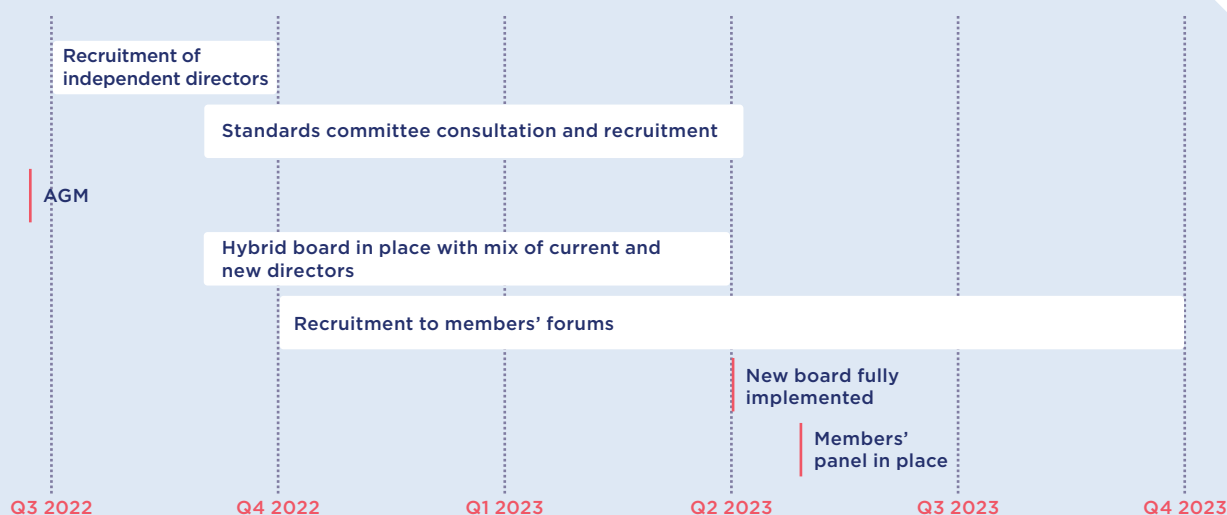 Recruitment of
independent directors
Standards committee consultation and recruitment
AGM
Hybrid board in place with mix of current and
new directors
Recruitment to members’ forums
New board fully
implemented
Members’
panel in place
Q3 2022
Q4 2022
Q1 2023
Q2 2023
Q3 2023
Q4 2023